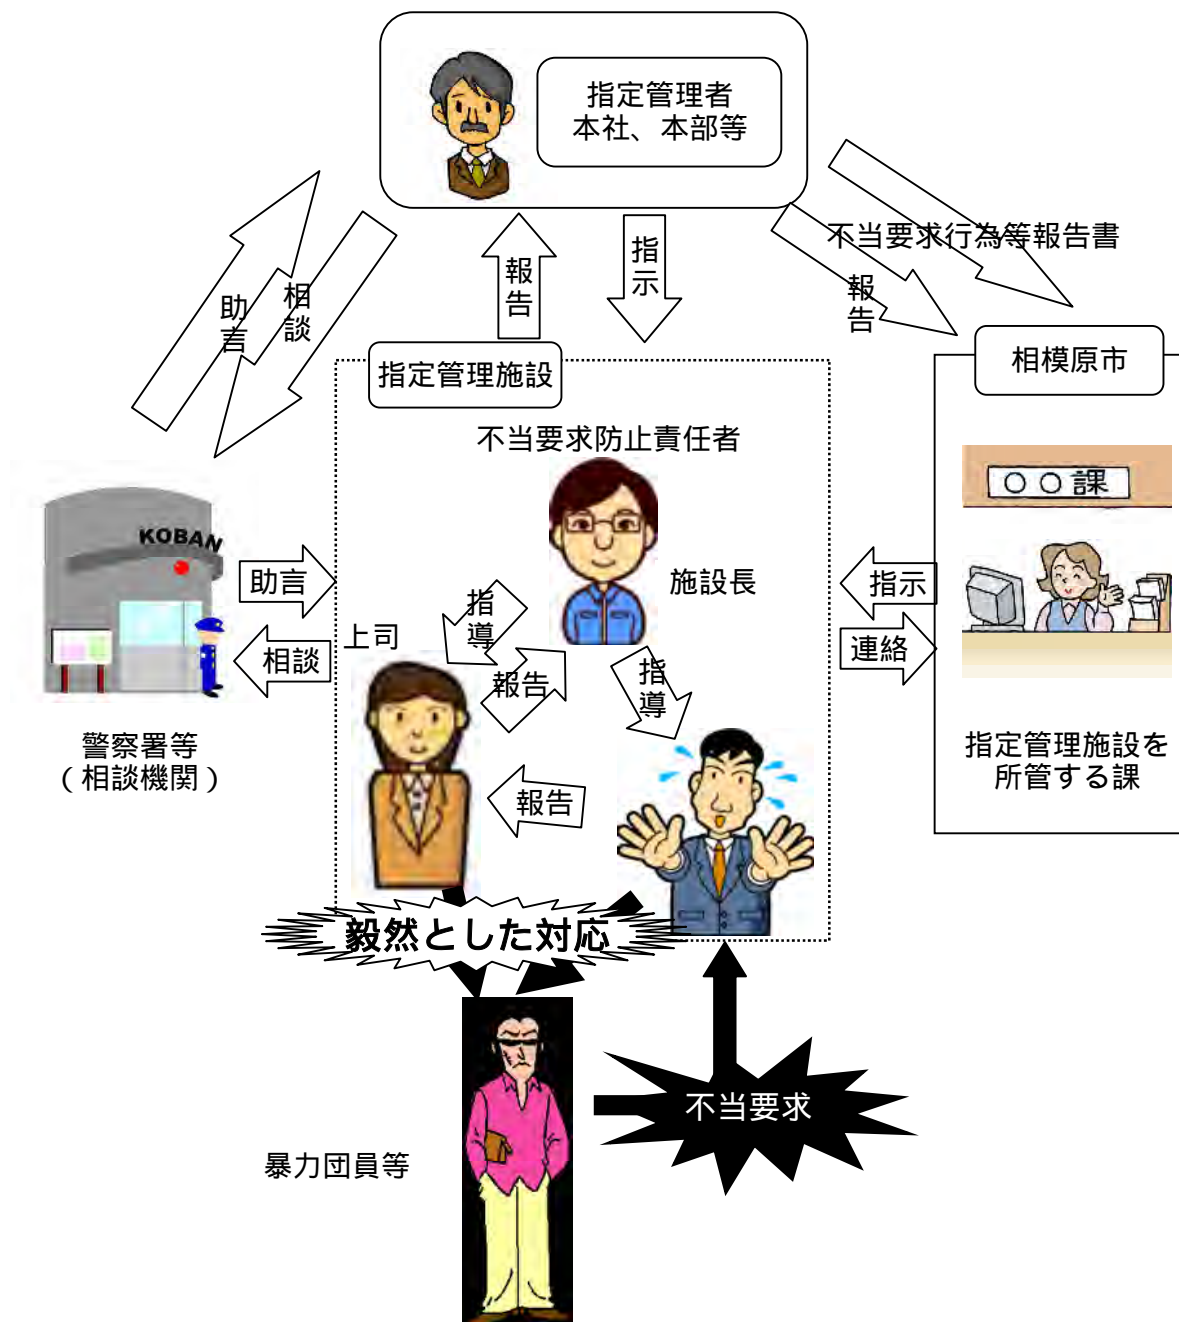 指定管理者
本社、本部等
不当要求行為等報告書
報告
報告
指示
助言
相談
指定管理施設
相模原市
不当要求防止責任者
○○課
KOBAN
助言
相談
施設長
指示
連絡
指導
上司
報告
指導
報告
警察署等
（相談機関）
指定管理施設を
所管する課
毅然とした対応
不当要求
暴力団員等